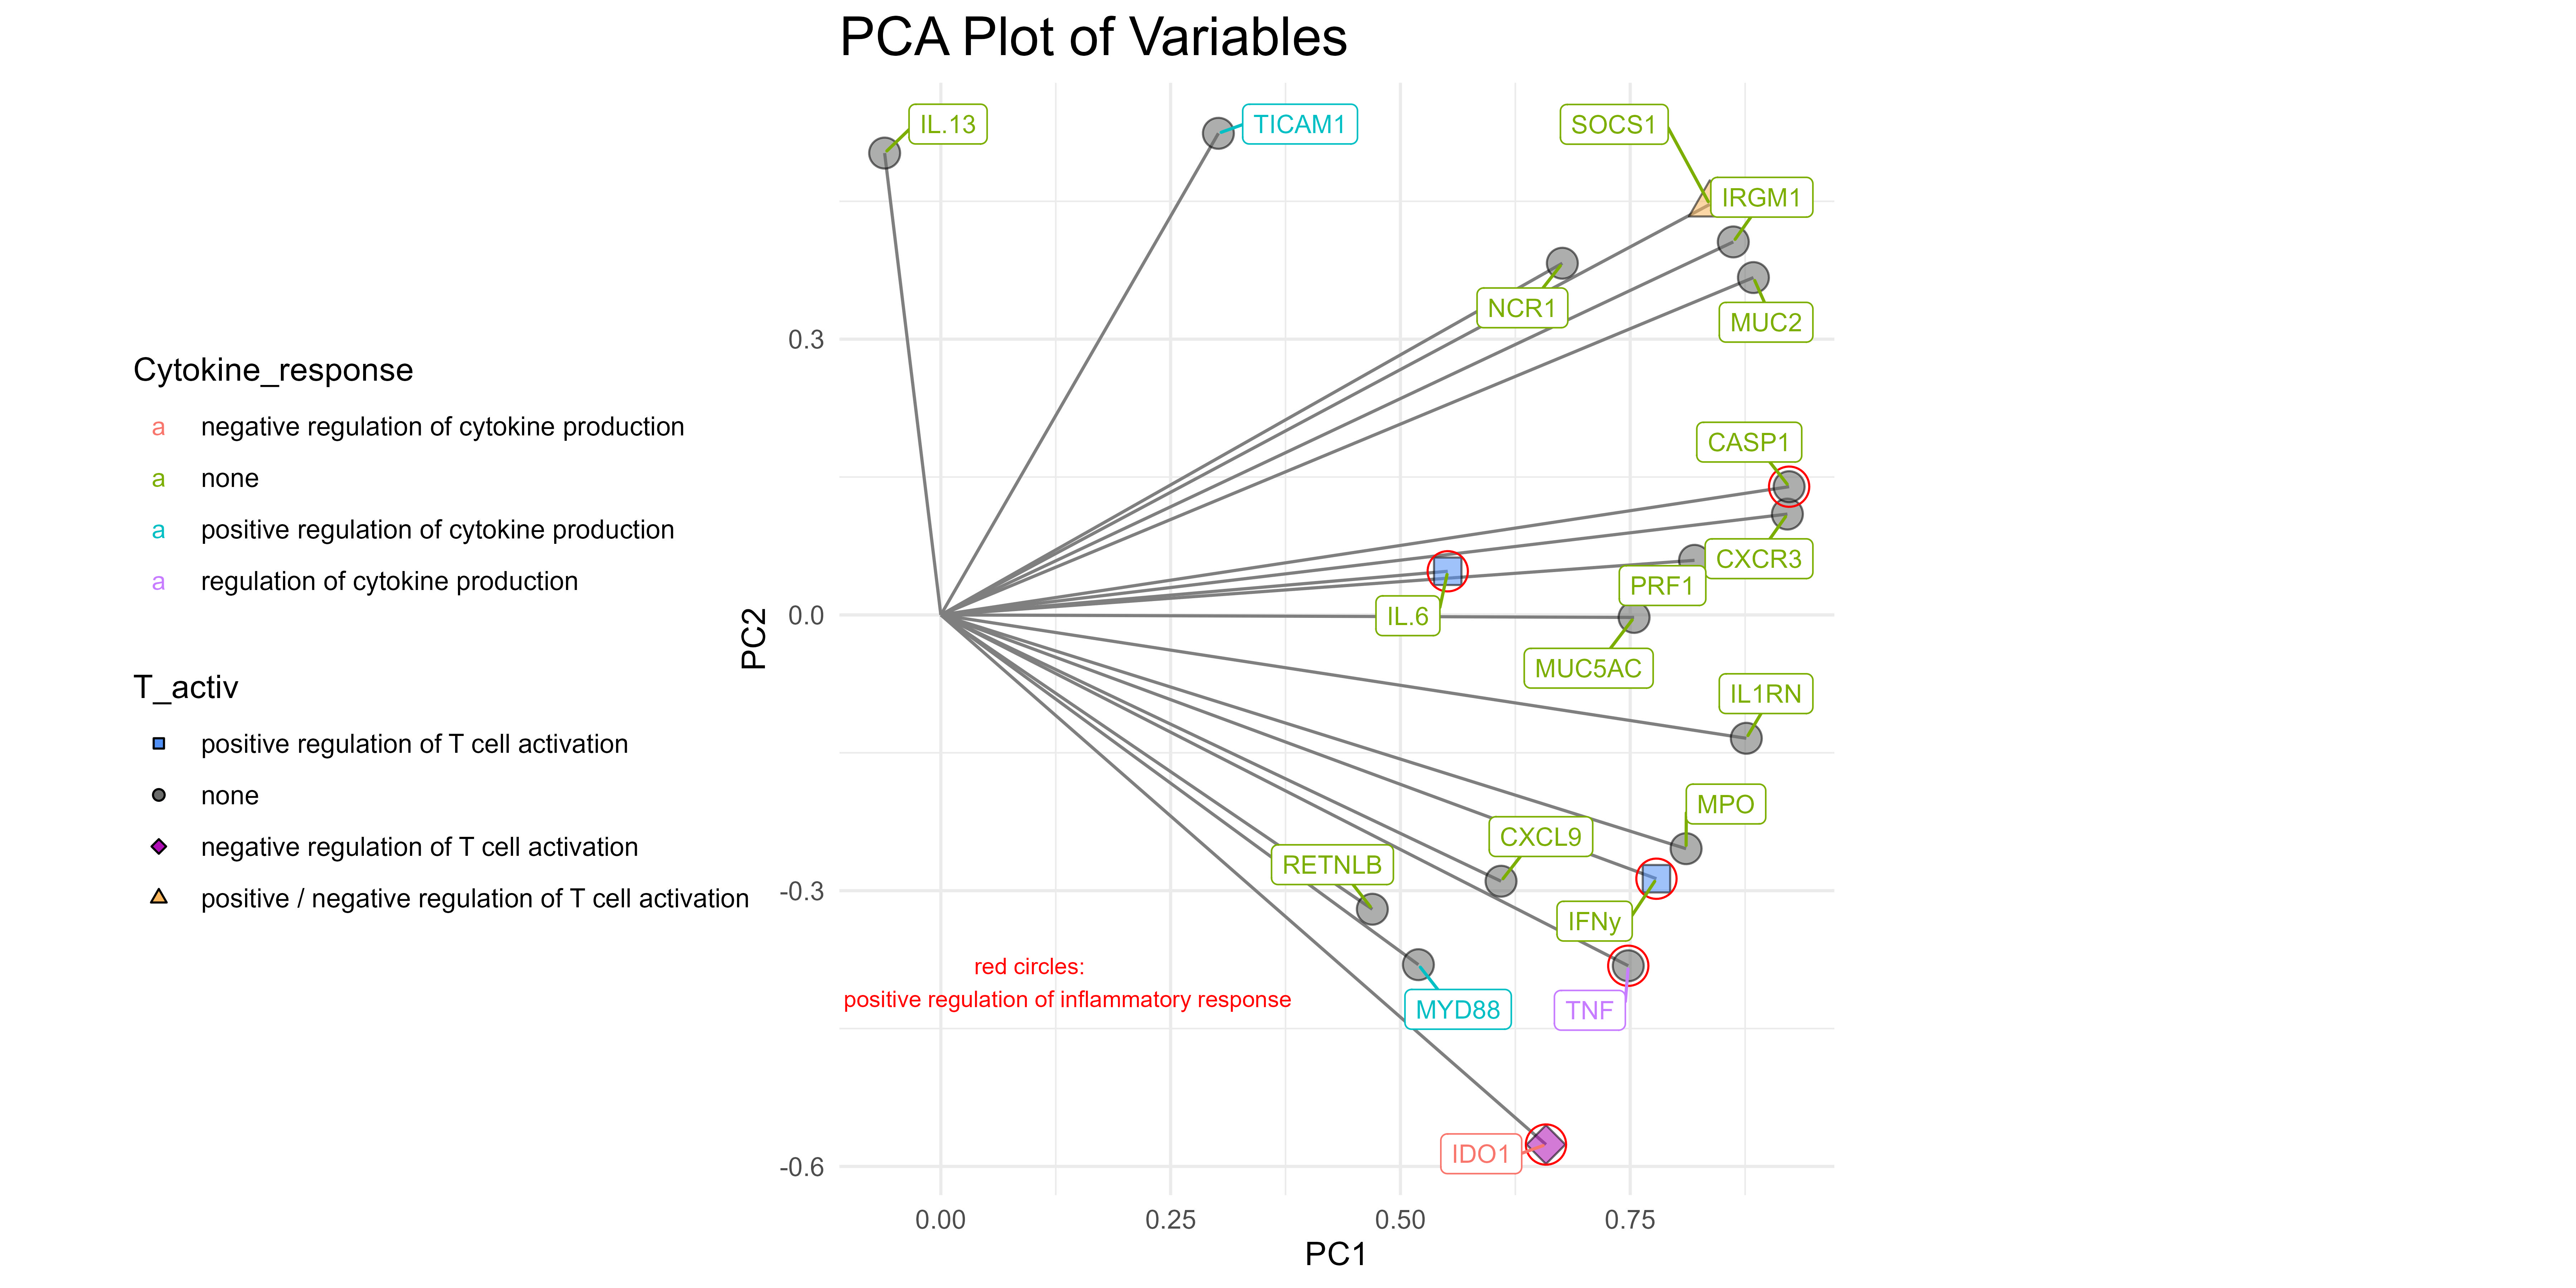 PCA Plot of Variables
Cytokine_response
a negative regulation of cytokine production
a none
a positive regulation of cytokine production
a regulation of cytokine production
T_activ
positive regulation of T cell activation
none
negative regulation of T cell activation
positive / negative regulation of T cell activation
PC2
0.3
0.0
-0.3
-0.6
IL.13
TICAM1
SOCS1
IRGM1
NCR1
MUC2
CASP1
CXCR3
PRF1
IL.6
MUC5AC
IL1RN
MPO
CXCL9
RETNLB
IFNy
red circles:
positive regulation of inflammatory response
MYD88
TNF
IDO1
0.00
0.25
0.50
0.75
PC1